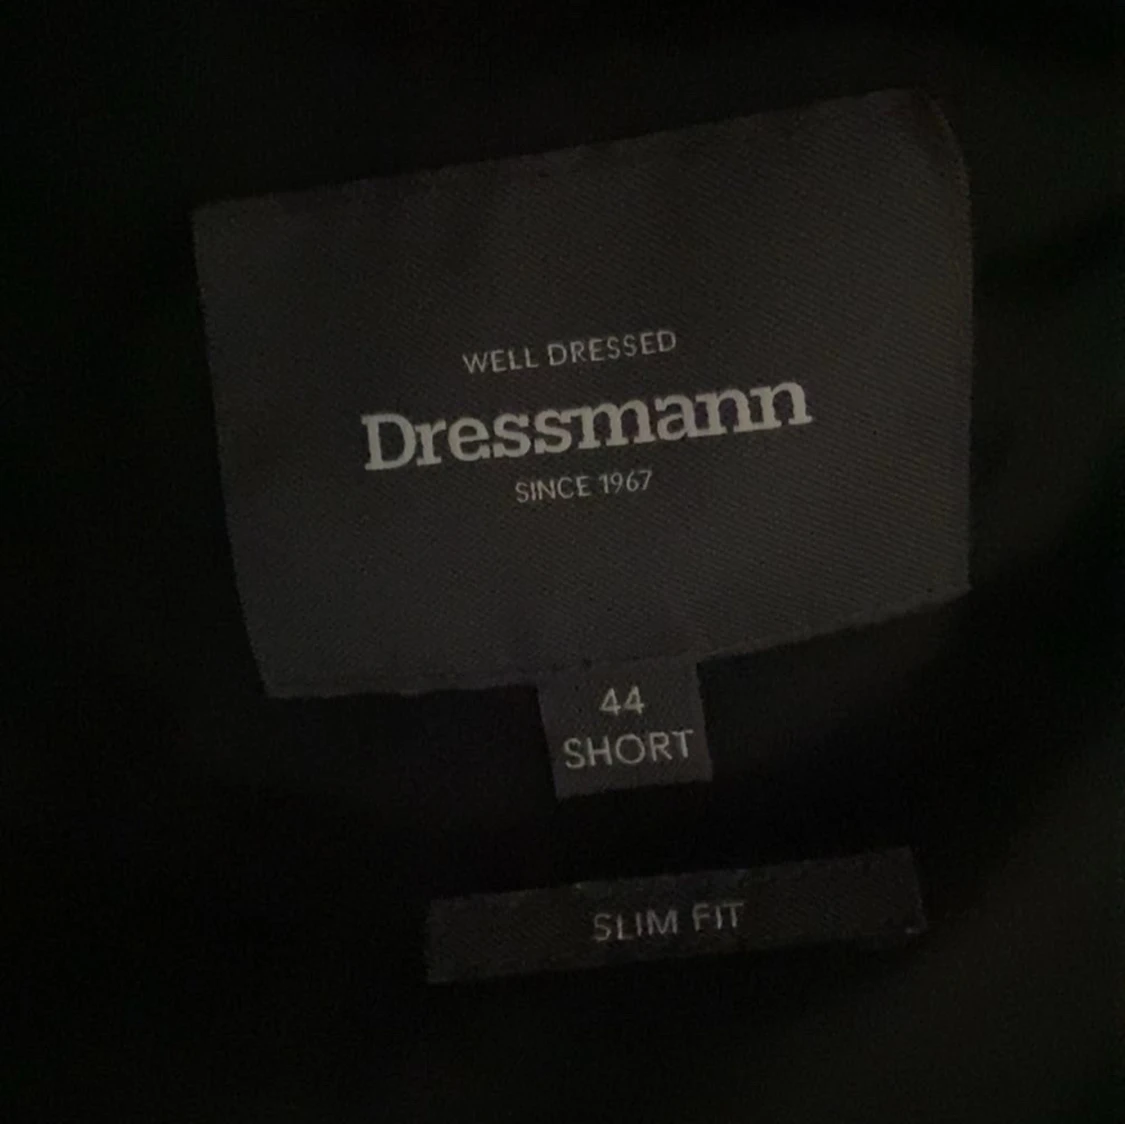 WELL DRESSED
Dressmann
SINCE 1967
44
SHORT
SLIM FIT